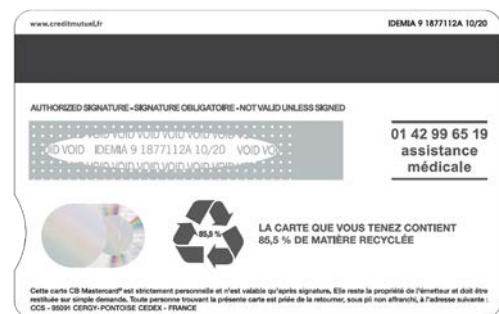 www.creditmutuel.fr
IDEMIA 9 1877112A 10/20
AUTHORIZED SIGNATURE - SIGNATURE OBLIGATOIRE - NOT VALID UNLESS SIGNED
VOID VOID VOID VOID VOID VOID
VOID IDEMIA 9 1877112A 10/20 VOID
VOID VOID VOID VOID VOID VOID
01 42 99 65 19
assistance
médicale
85,5 %
LA CARTE QUE VOUS TENEZ CONTIENT
85,5 % DE MATIÈRE RECYCLÉE
Cette carte CB Mastercard® est strictement personnelle et n'est valable qu'après signature. Elle reste la propriété de l'émetteur et doit être
restituée sur simple demande. Toute personne trouvant la présente carte est priée de la retourner, sous pli non affranchi, à l'adresse suivante :
CCS - 95091 CERGY-PONTOISE CEDEX - FRANCE